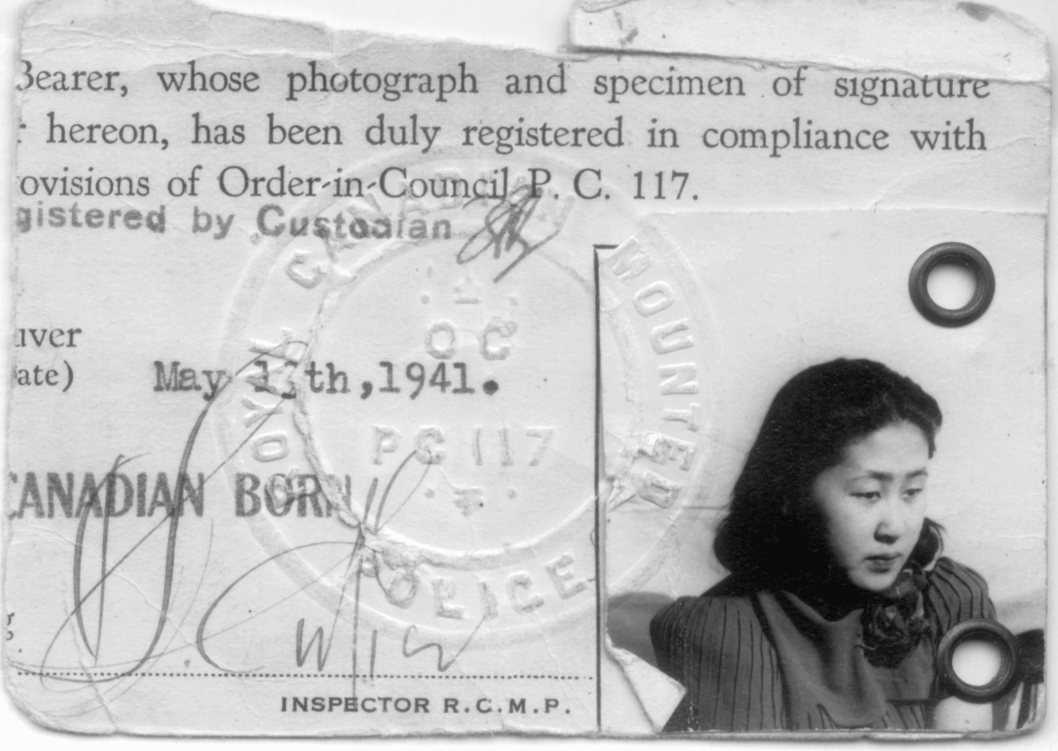 Bearer, whose photograph and specimen of signature
hereon, has been duly registered in compliance with
ovisions of Order-in-Council P. C. 117.
gistered by Custodian
uver
ate) May 13th,1941.
CANADIAN BORN
INSPECTOR R.C.M.P.
ROYAL CANADIAN MOUNTED POLICE
OC
PC 117